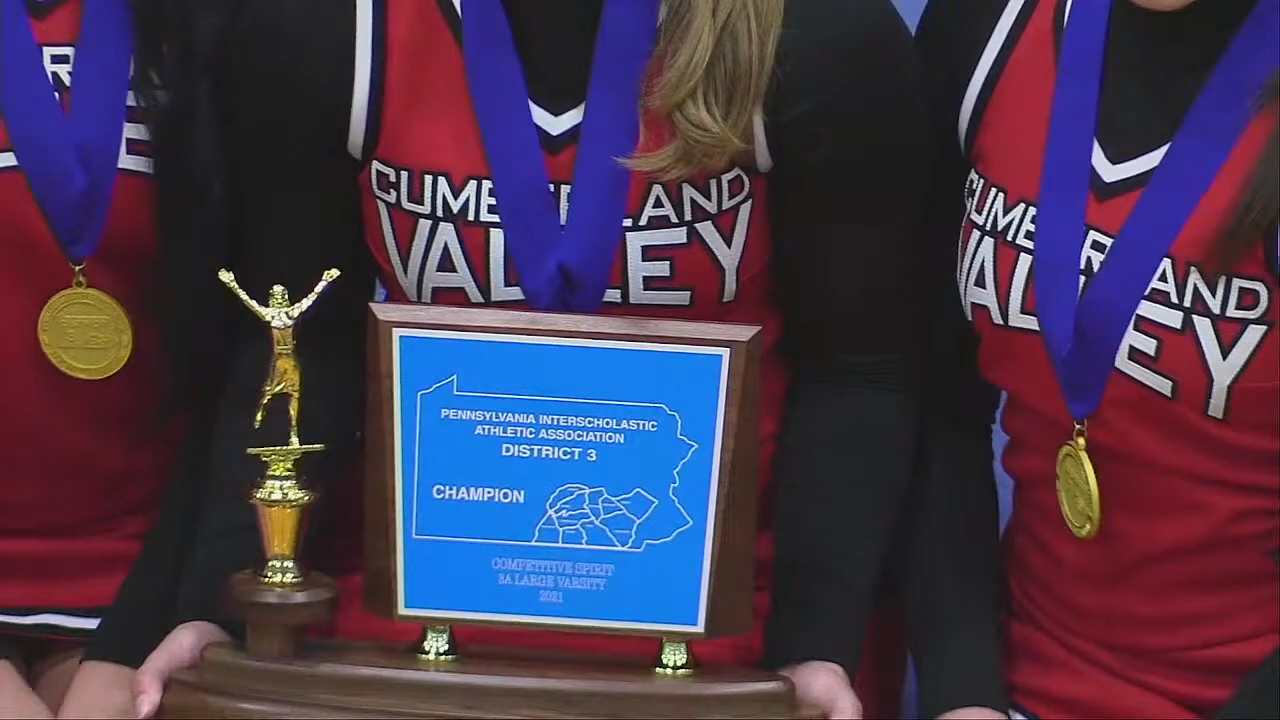 CUMBERLAND
VALLEY
CUMBERLAND
VALLEY
PENNSYLVANIA INTERSCHOLASTIC
ATHLETIC ASSOCIATION
DISTRICT 3
CHAMPION
COMPETITIVE SPIRIT
3A LARGE VARSITY
2021